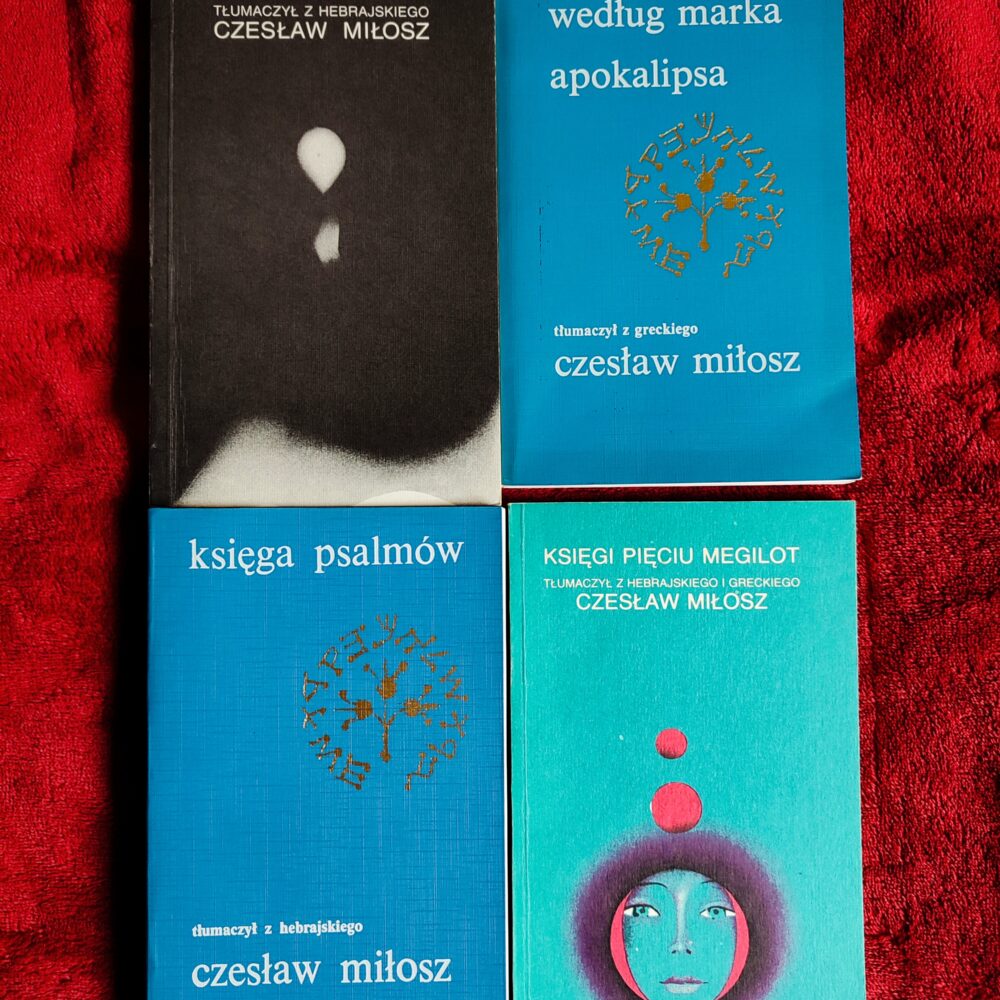 TŁUMACZYŁ Z HEBRAJSKIEGO
CZESŁAW MIŁOSZ
według marka
apokalipsa
tłumaczył z greckiego
czesław miłosz
księga psalmów
tłumaczył z hebrajskiego
czesław miłosz
KSIĘGI PIĘCIU MEGILOT
TŁUMACZYŁ Z HEBRAJSKIEGO I GRECKIEGO
CZESŁAW MIŁOSZ